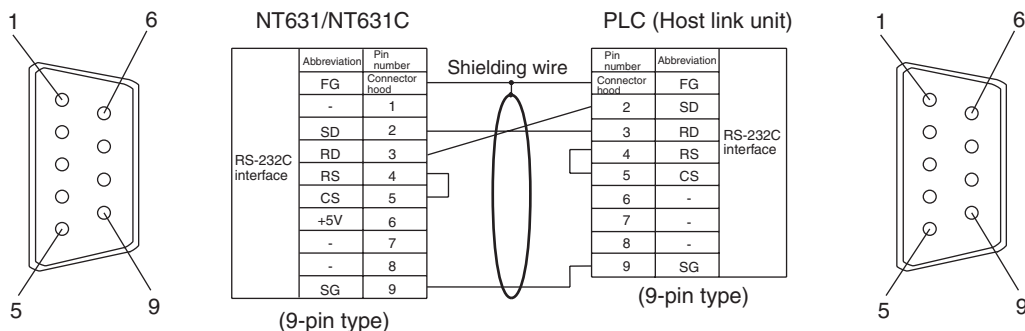 NT631/NT631C
PLC (Host link unit)
1
6
5
9
Abbreviation
Pin number
FG
Connector hood
-
1
SD
2
RD
3
RS
4
CS
5
+5V
6
-
7
-
8
SG
9
RS-232C interface
(9-pin type)
Shielding wire
Pin number
Abbreviation
Connector hood
FG
2
SD
3
RD
4
RS
5
CS
6
-
7
-
8
-
9
SG
RS-232C interface
(9-pin type)
1
6
5
9